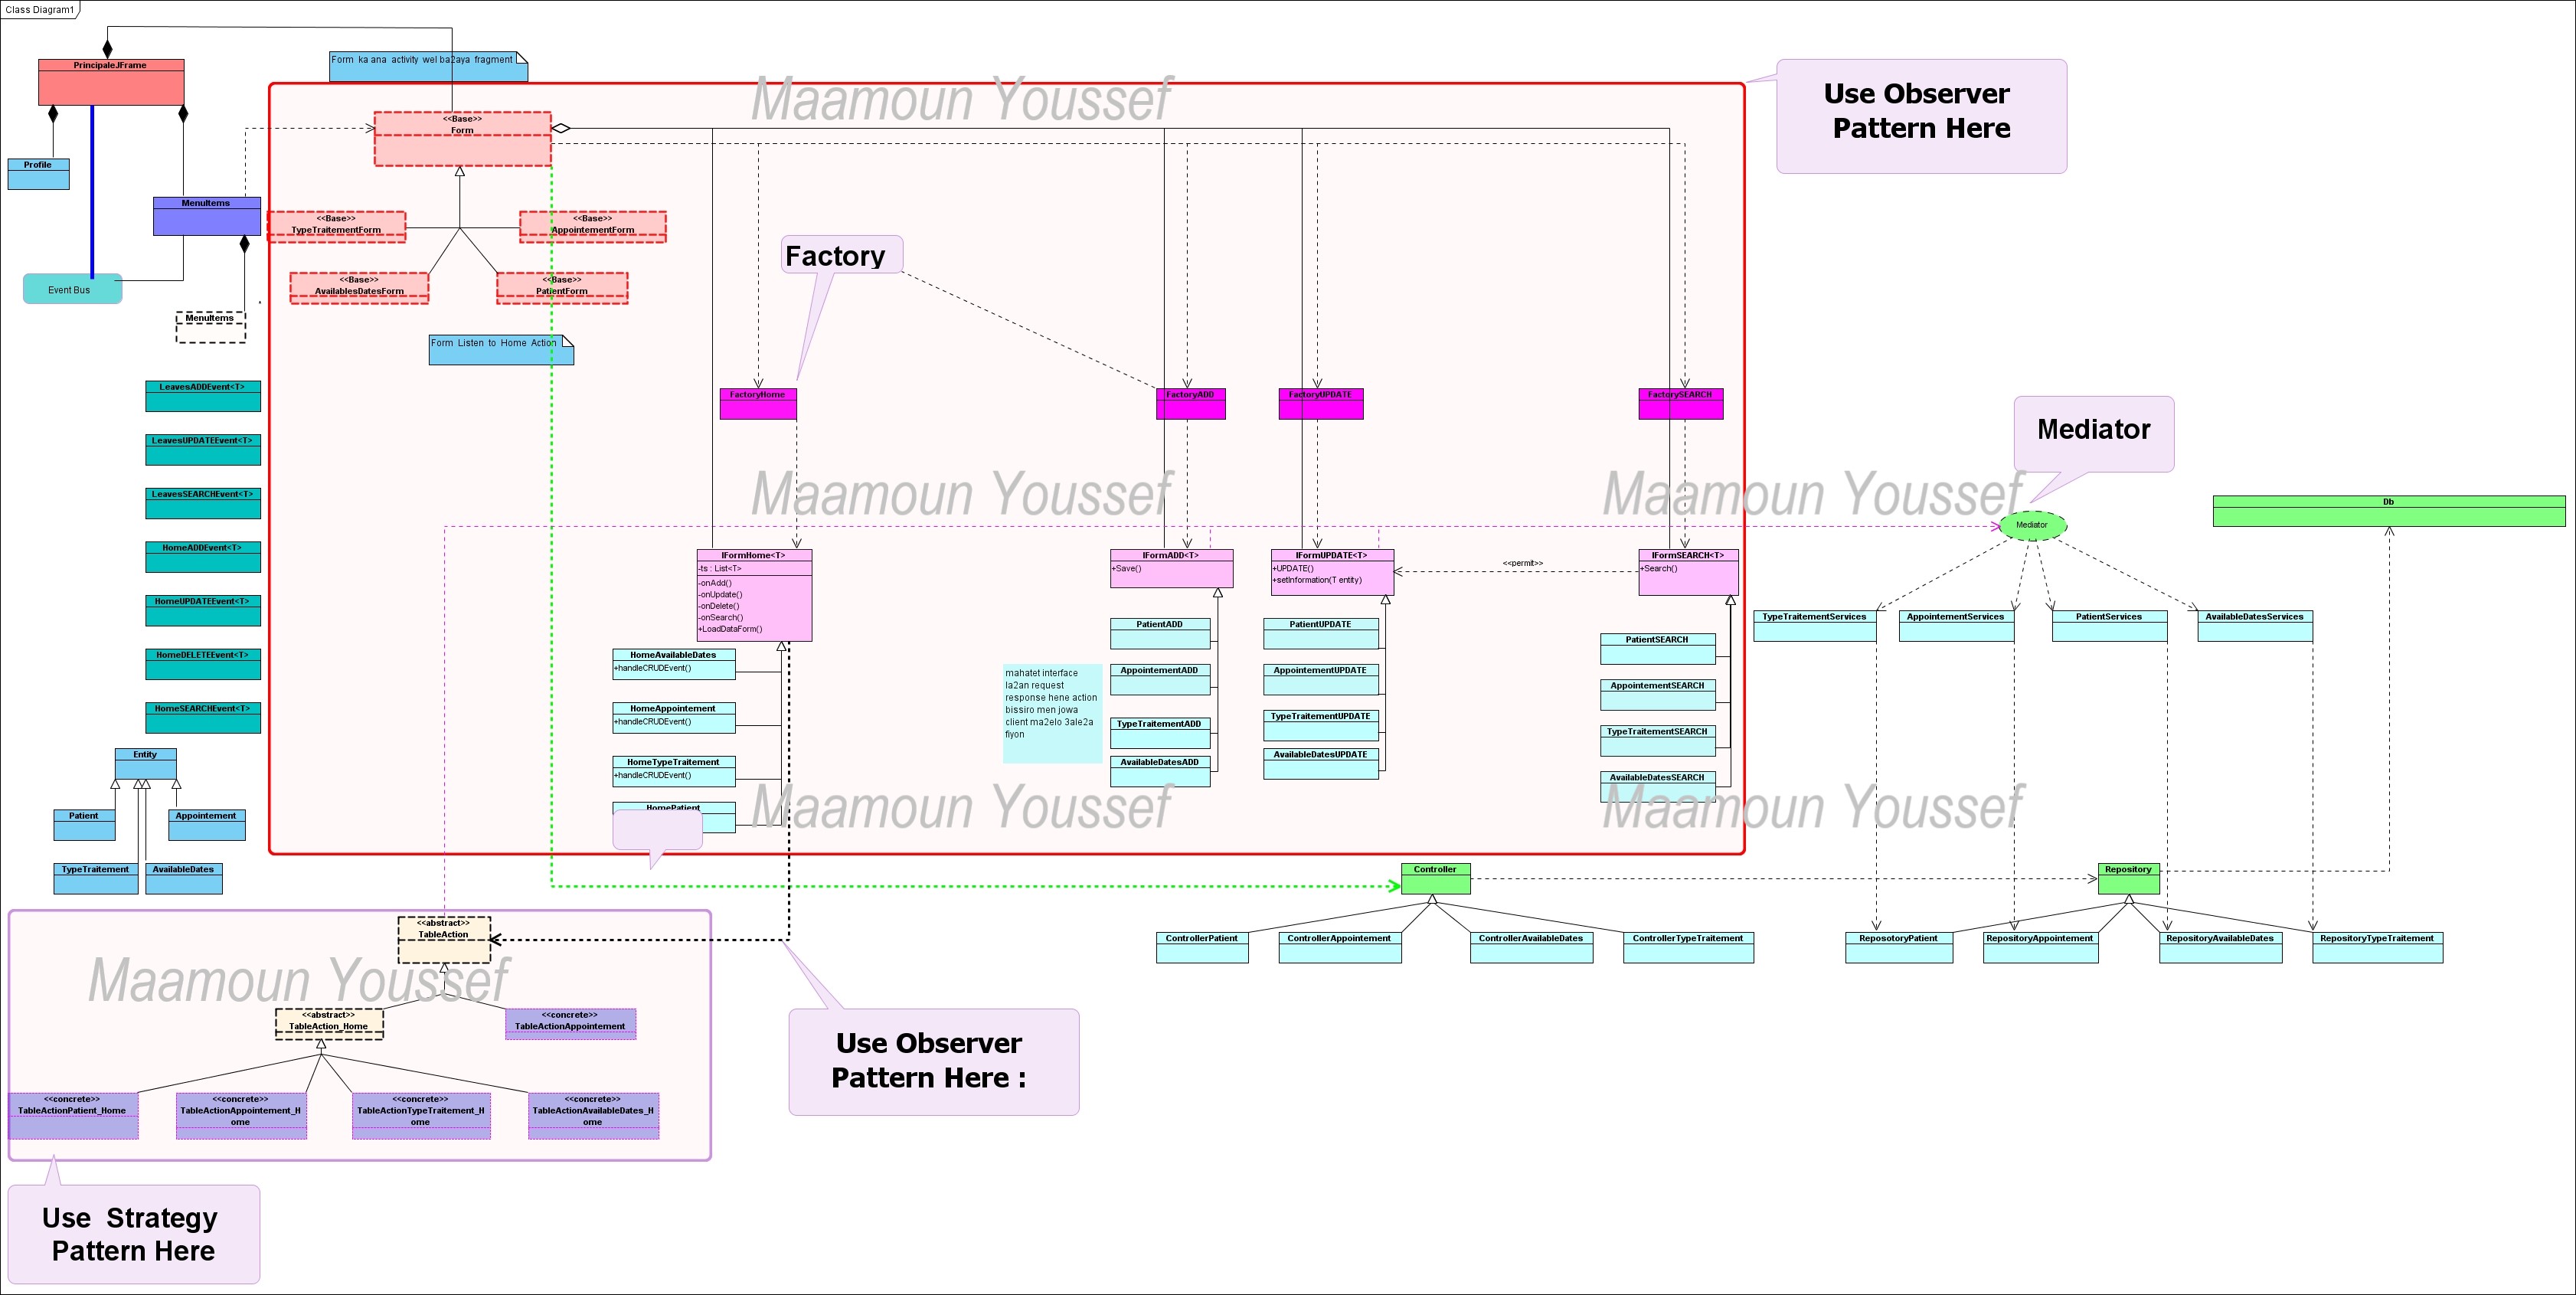 Class Diagram1
PrincipaleJFrame
Form ka ana activity wel ba2aya fragment
Maamoun Youssef
Use Observer
Pattern Here
<<Base>>
Form
Profile
MenuItems
<<Base>>
TypeTraitementForm
<<Base>>
AppointementForm
Factory
Event Bus
<<Base>>
AvailablesDatesForm
<<Base>>
PatientForm
MenuItems
Form Listen to Home Action
LeavesADDEvent<T>
LeavesUPDATEEvent<T>
LeavesSEARCHEvent<T>
HomeADDEvent<T>
HomeUPDATEEvent<T>
HomeDELETEEvent<T>
HomeSEARCHEvent<T>
FactoryHome
FactoryADD
FactoryUPDATE
FactorySEARCH
Mediator
Maamoun Youssef
Maamoun Youssef
Db
Mediator
IFormHome<T>
-ts : List<T>
-onAdd()
-onUpdate()
-onDelete()
-onSearch()
+LoadDataForm()
IFormADD<T>
+Save()
IFormUPDATE<T>
+UPDATE()
+setInformation(T entity)
<<permit>>
IFormSEARCH<T>
+Search()
TypeTraitementServices
AppointementServices
PatientServices
AvailableDatesServices
HomeAvailableDates
+handleCRUDEvent()
HomeAppointement
+handleCRUDEvent()
HomeTypeTraitement
+handleCRUDEvent()
HomePatient
mahatet interface
la2an request
response hene action
bissiro men jowa
client ma2elo 3ale2a
fiyon
PatientADD
AppointementADD
TypeTraitementADD
AvailableDatesADD
PatientUPDATE
AppointementUPDATE
TypeTraitementUPDATE
AvailableDatesUPDATE
PatientSEARCH
AppointementSEARCH
TypeTraitementSEARCH
AvailableDatesSEARCH
Maamoun Youssef
Maamoun Youssef
Entity
Patient
Appointement
TypeTraitement
AvailableDates
Controller
Repository
ControllerPatient
ControllerAppointement
ControllerAvailableDates
ControllerTypeTraitement
ReposotoryPatient
RepositoryAppointement
RepositoryAvailableDates
RepositoryTypeTraitement
<<abstract>>
TableAction
Maamoun Youssef
<<abstract>>
TableAction_Home
<<concrete>>
TableActionAppointement
<<concrete>>
TableActionPatient_Home
<<concrete>>
TableActionAppointement_H
ome
<<concrete>>
TableActionTypeTraitement_H
ome
<<concrete>>
TableActionAvailableDates_H
ome
Use Observer
Pattern Here :
Use Strategy
Pattern Here